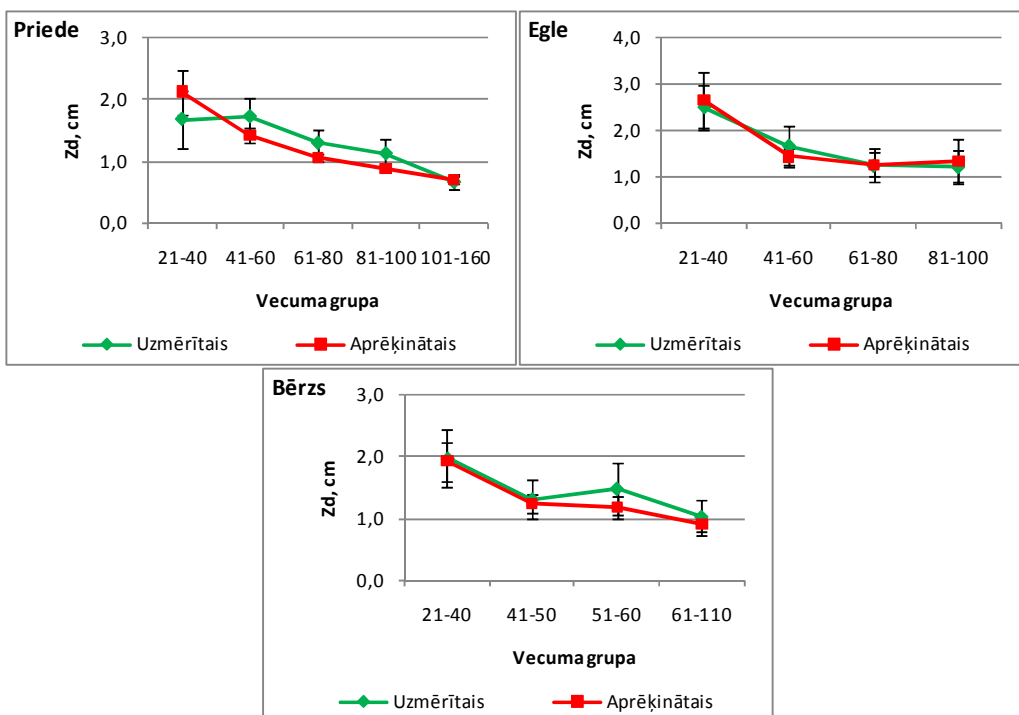 Priede
3,0
2,0
1,0
0,0
Zd, cm
21-40 41-60 61-80 81-100 101-160
Vecuma grupa
Uzmērītais Aprēķinātais
Egle
4,0
3,0
2,0
1,0
0,0
Zd, cm
21-40 41-60 61-80 81-100
Vecuma grupa
Uzmērītais Aprēķinātais
Bērzs
3,0
2,0
1,0
0,0
Zd, cm
21-40 41-50 51-60 61-110
Vecuma grupa
Uzmērītais Aprēķinātais